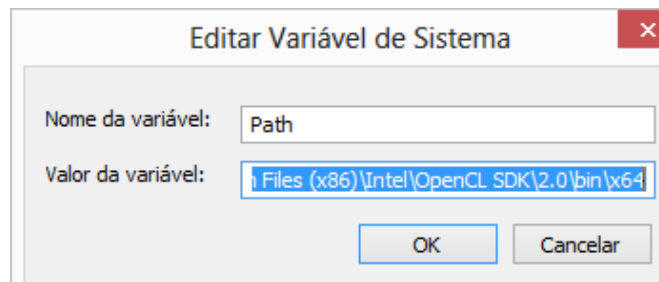 Editar Variável de Sistema
Nome da variável: Path
Valor da variável: Files (x86)\Intel\OpenCL SDK\2.0\bin\x64
OK Cancelar